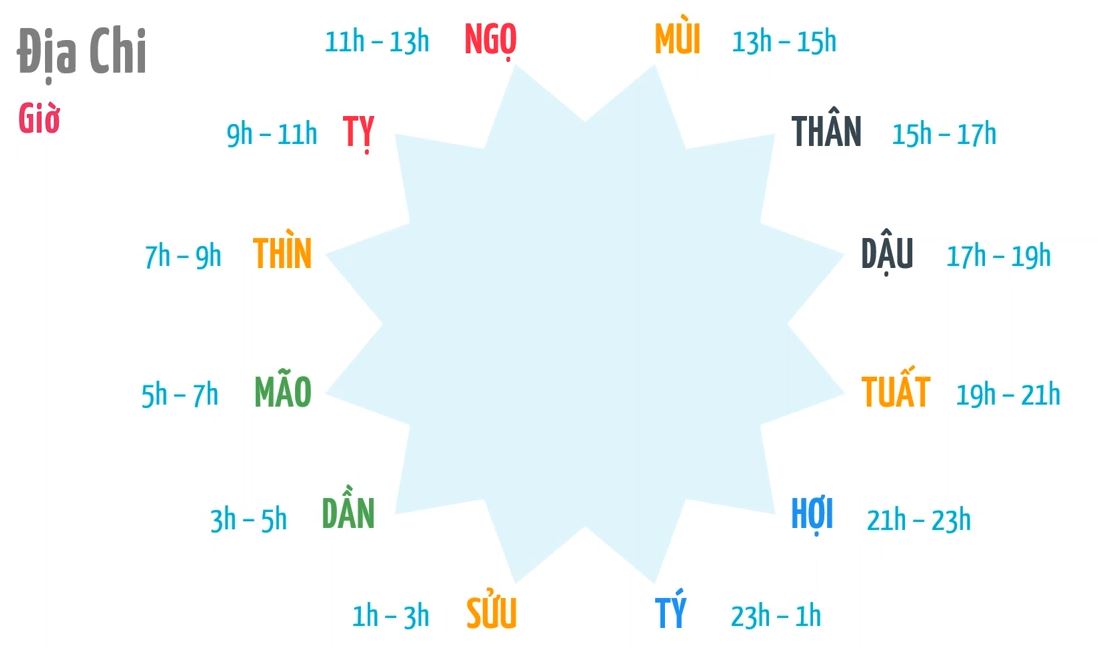 Địa Chi
Giờ
11h – 13h NGỌ
MÙI 13h – 15h
9h – 11h TỴ
THÂN 15h – 17h
7h – 9h THÌN
DẬU 17h – 19h
5h – 7h MÃO
TUẤT 19h – 21h
3h – 5h DẦN
HỢI 21h – 23h
1h – 3h SỬU
TÝ 23h – 1h